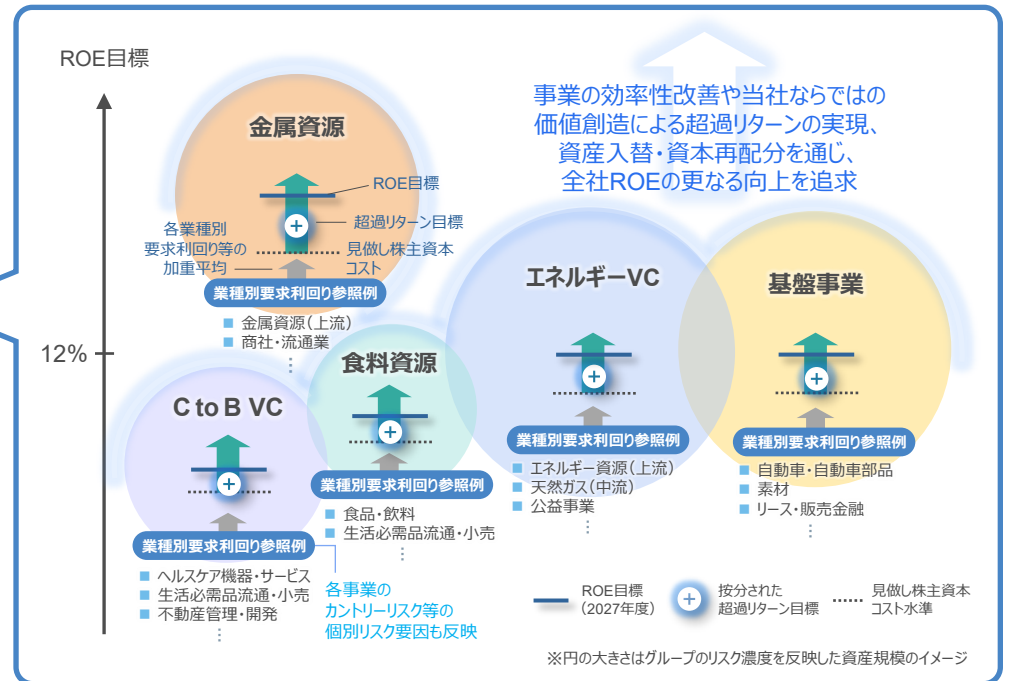 ROE目標
12%
事業の効率性改善や当社ならではの
価値創造による超過リターンの実現、
資産入替・資本再配分を通じ、
全社ROEの更なる向上を追求
金属資源
ROE目標
超過リターン目標
見做し株主資本
コスト
各業種別
要求利回り等の
加重平均
業種別要求利回り参照例
■ 金属資源(上流)
■ 商社・流通業
⋮
C to B VC
業種別要求利回り参照例
■ ヘルスケア機器・サービス
■ 生活必需品流通・小売
■ 不動産管理・開発
⋮
各事業の
カントリーリスク等の
個別リスク要因も反映
食料資源
業種別要求利回り参照例
■ 食品・飲料
■ 生活必需品流通・小売
⋮
エネルギーVC
業種別要求利回り参照例
■ エネルギー資源(上流)
■ 天然ガス(中流)
■ 公益事業
⋮
基盤事業
業種別要求利回り参照例
■ 自動車・自動車部品
■ 素材
■ リース・販売金融
⋮
ROE目標
(2027年度)
按分された
超過リターン目標
見做し株主資本
コスト水準
※円の大きさはグループのリスク濃度を反映した資産規模のイメージ